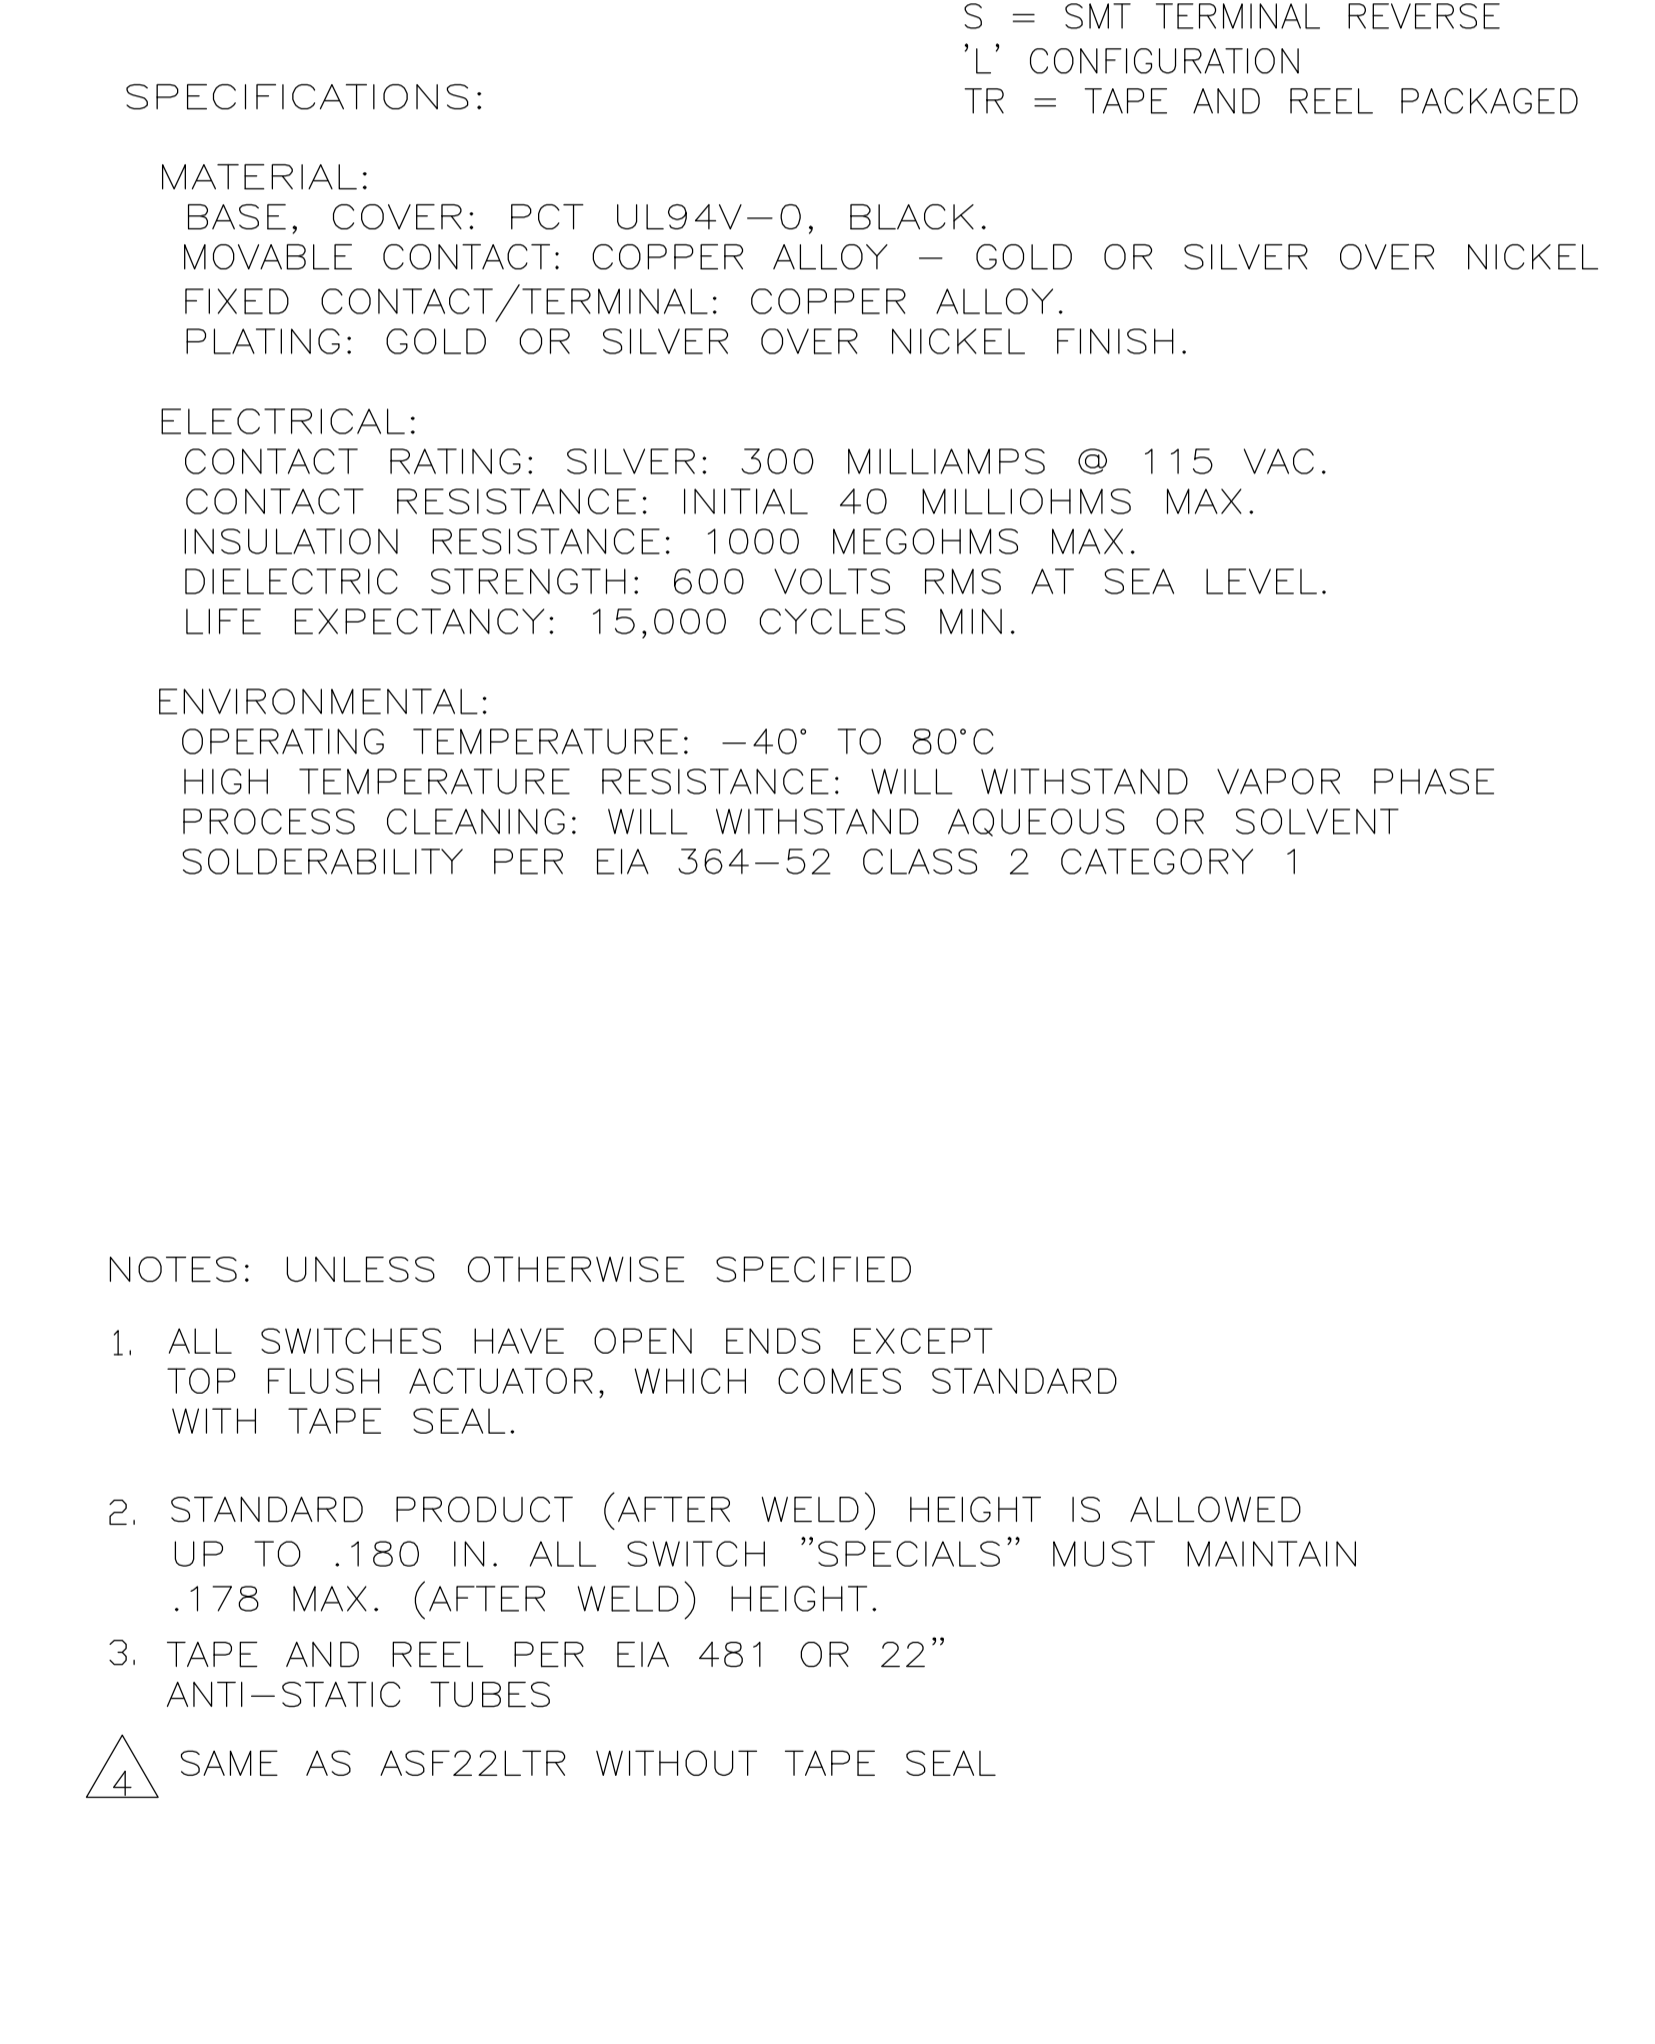 S = SMT TERMINAL REVERSE
'L' CONFIGURATION
TR = TAPE AND REEL PACKAGED
SPECIFICATIONS:
MATERIAL:
BASE, COVER: PCT UL94V-0, BLACK.
MOVABLE CONTACT: COPPER ALLOY - GOLD OR SILVER OVER NICKEL
FIXED CONTACT/TERMINAL: COPPER ALLOY.
PLATING: GOLD OR SILVER OVER NICKEL FINISH.
ELECTRICAL:
CONTACT RATING: SILVER: 300 MILLIAMPS @ 115 VAC.
CONTACT RESISTANCE: INITIAL 40 MILLIOHMS MAX.
INSULATION RESISTANCE: 1000 MEGOHMS MAX.
DIELECTRIC STRENGTH: 600 VOLTS RMS AT SEA LEVEL.
LIFE EXPECTANCY: 15,000 CYCLES MIN.
ENVIRONMENTAL:
OPERATING TEMPERATURE: -40° TO 80°C
HIGH TEMPERATURE RESISTANCE: WILL WITHSTAND VAPOR PHASE
PROCESS CLEANING: WILL WITHSTAND AQUEOUS OR SOLVENT
SOLDERABILITY PER EIA 364-52 CLASS 2 CATEGORY 1
NOTES: UNLESS OTHERWISE SPECIFIED
1. ALL SWITCHES HAVE OPEN ENDS EXCEPT
TOP FLUSH ACTUATOR, WHICH COMES STANDARD
WITH TAPE SEAL.
2. STANDARD PRODUCT (AFTER WELD) HEIGHT IS ALLOWED
UP TO .180 IN. ALL SWITCH "SPECIALS" MUST MAINTAIN
.178 MAX. (AFTER WELD) HEIGHT.
3. TAPE AND REEL PER EIA 481 OR 22"
ANTI-STATIC TUBES
4 SAME AS ASF22LTR WITHOUT TAPE SEAL